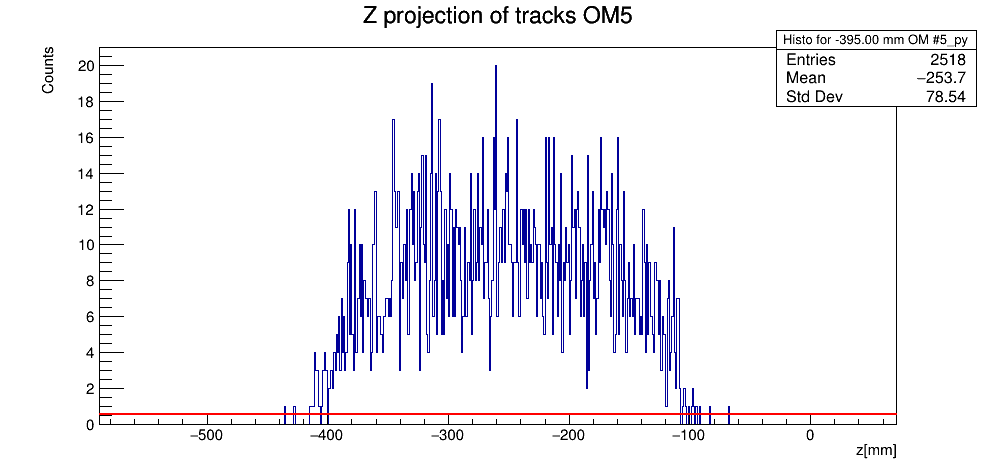 Z projection of tracks OM5
Histo for -395.00 mm OM #5_py
Entries 2518
Mean −253.7
Std Dev 78.54
Counts
20
18
16
14
12
10
8
6
4
2
0
−500 −400 −300 −200 −100 0
z[mm]